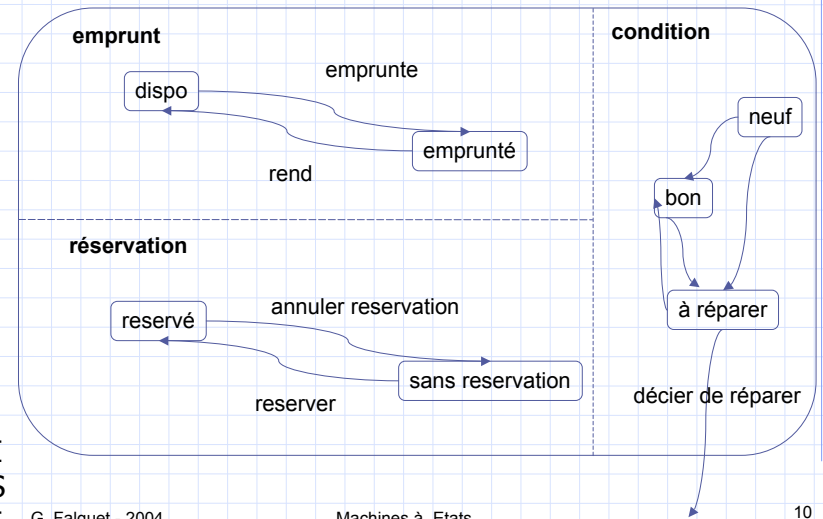 emprunt
condition
emprunte
dispo
neuf
emprunté
rend
bon
réservation
annuler reservation
reservé
à réparer
sans reservation
reserver
décier de réparer
S
G. Falquet - 2004
Machines à Etats
10